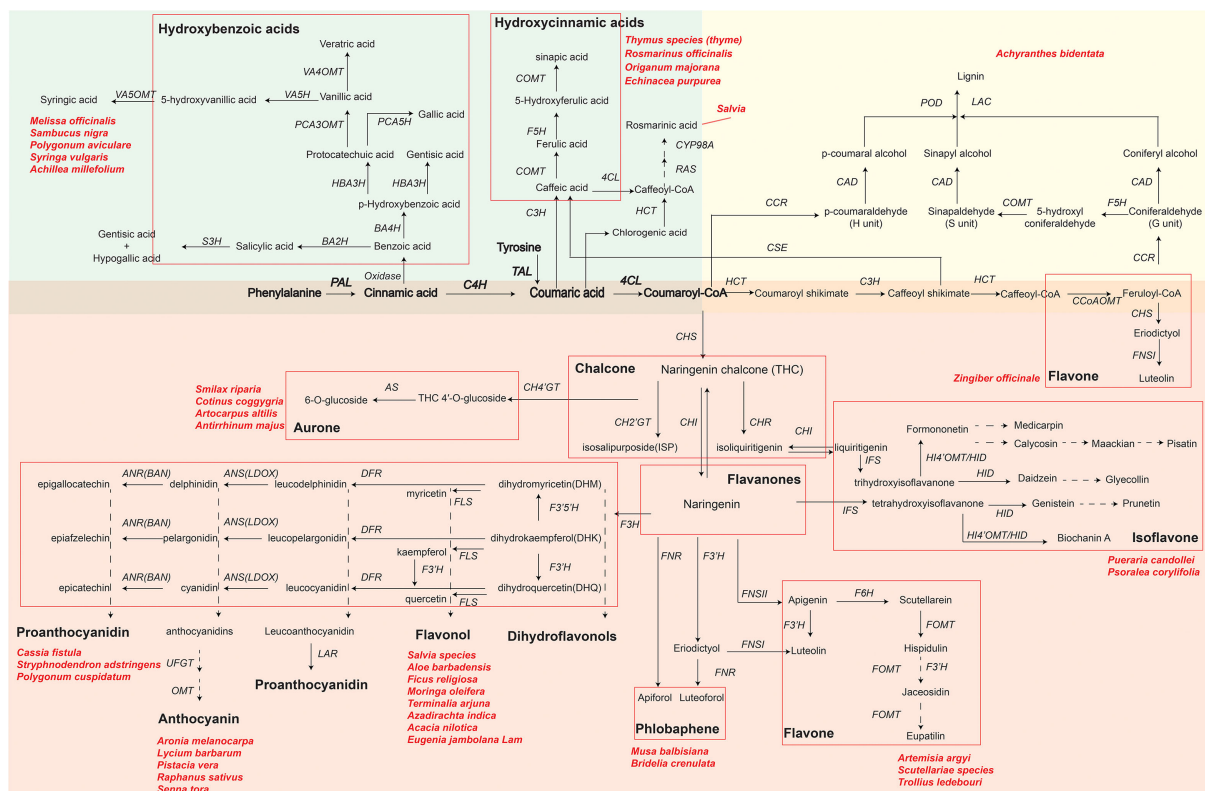 Hydroxybenzoic acids
Veratric acid
VA4OMT
Syringic acid
VA5OMT
5-hydroxyvanillic acid
VA5H
Vanillic acid
Melissa officinalis
Sambucus nigra
Polygonum aviculare
Syringa vulgaris
Achillea millefolium
PCA3OMT
PCA5H
Gallic acid
Protocatechuic acid
Gentisic acid
HBA3H
HBA3H
p-Hydroxybenzoic acid
BA4H
Gentisic acid
+
Hypogallic acid
S3H
Salicylic acid
BA2H
Benzoic acid
Oxidase
Hydroxycinnamic acids
sinapic acid
COMT
5-Hydroxyferulic acid
F5H
Ferulic acid
COMT
Caffeic acid
4CL
Caffeoyl-CoA
C3H
Thymus species (thyme)
Rosmarinus officinalis
Origanum majorana
Echinacea purpurea
Salvia
Rosmarinic acid
CYP98A
RAS
HCT
Chlorogenic acid
Tyrosine
TAL
Achyranthes bidentata
Lignin
POD
LAC
p-coumaral alcohol
Sinapyl alcohol
Coniferyl alcohol
CAD
CAD
CAD
CCR
p-coumaraldehyde
(H unit)
Sinapaldehyde
(S unit)
COMT
5-hydroxyl
coniferaldehyde
F5H
Coniferaldehyde
(G unit)
CSE
CCR
Phenylalanine
PAL
Cinnamic acid
C4H
Coumaric acid
4CL
Coumaroyl-CoA
HCT
Coumaroyl shikimate
C3H
Caffeoyl shikimate
HCT
Caffeoyl-CoA
CCoAOMT
Feruloyl-CoA
CHS
Eriodictyol
FNSI
Luteolin
Flavone
Zingiber officinale
CHS
Chalcone
Naringenin chalcone (THC)
CH2'GT
CHI
CHR
isosalipurposide(ISP)
isoliquiritigenin
CHI
liquiritigenin
Smilax riparia
Cotinus coggygria
Artocarpus altilis
Antirrhinum majus
6-O-glucoside
AS
THC 4'-O-glucoside
CH4'GT
Aurone
Flavanones
Naringenin
IFS
IFS
Formononetin
Medicarpin
Calycosin
Maackian
Pisatin
HI4'OMT/HID
trihydroxyisoflavanone
HID
Daidzein
Glyecollin
tetrahydroxyisoflavanone
HID
Genistein
Prunetin
HI4'OMT/HID
Biochanin A
Isoflavone
Pueraria candollei
Psoralea corylifolia
epigallocatechin
ANR(BAN)
delphinidin
ANS(LDOX)
leucodelphinidin
DFR
myricetin
FLS
dihydromyricetin(DHM)
F3'5'H
F3H
epiafzelechin
ANR(BAN)
pelargonidin
ANS(LDOX)
leucopelargonidin
DFR
kaempferol
FLS
dihydrokaempferol(DHK)
F3'H
F3'H
epicatechin
ANR(BAN)
cyanidin
ANS(LDOX)
leucocyanidin
DFR
quercetin
FLS
dihydroquercetin(DHQ)
Proanthocyanidin
Cassia fistula
Stryphnodendron adstringens
Polygonum cuspidatum
anthocyanidins
UFGT
OMT
Anthocyanin
Aronia melanocarpa
Lycium barbarum
Pistacia vera
Raphanus sativus
Senna tora
Leucoanthocyanidin
LAR
Proanthocyanidin
Flavonol
Salvia species
Aloe barbadensis
Ficus religiosa
Moringa oleifera
Terminalia arjuna
Azadirachta indica
Acacia nilotica
Eugenia jambolana Lam
Dihydroflavonols
FNR
F3'H
FNSII
Eriodictyol
FNSI
FNR
Apiforol
Luteoforol
Phlobaphene
Musa balbisiana
Bridelia crenulata
Apigenin
F6H
Scutellarein
F3'H
Luteolin
FOMT
Hispidulin
FOMT
F3'H
Jaceosidin
FOMT
Eupatilin
Flavone
Artemisia argyi
Scutellariae species
Trollius ledebouri